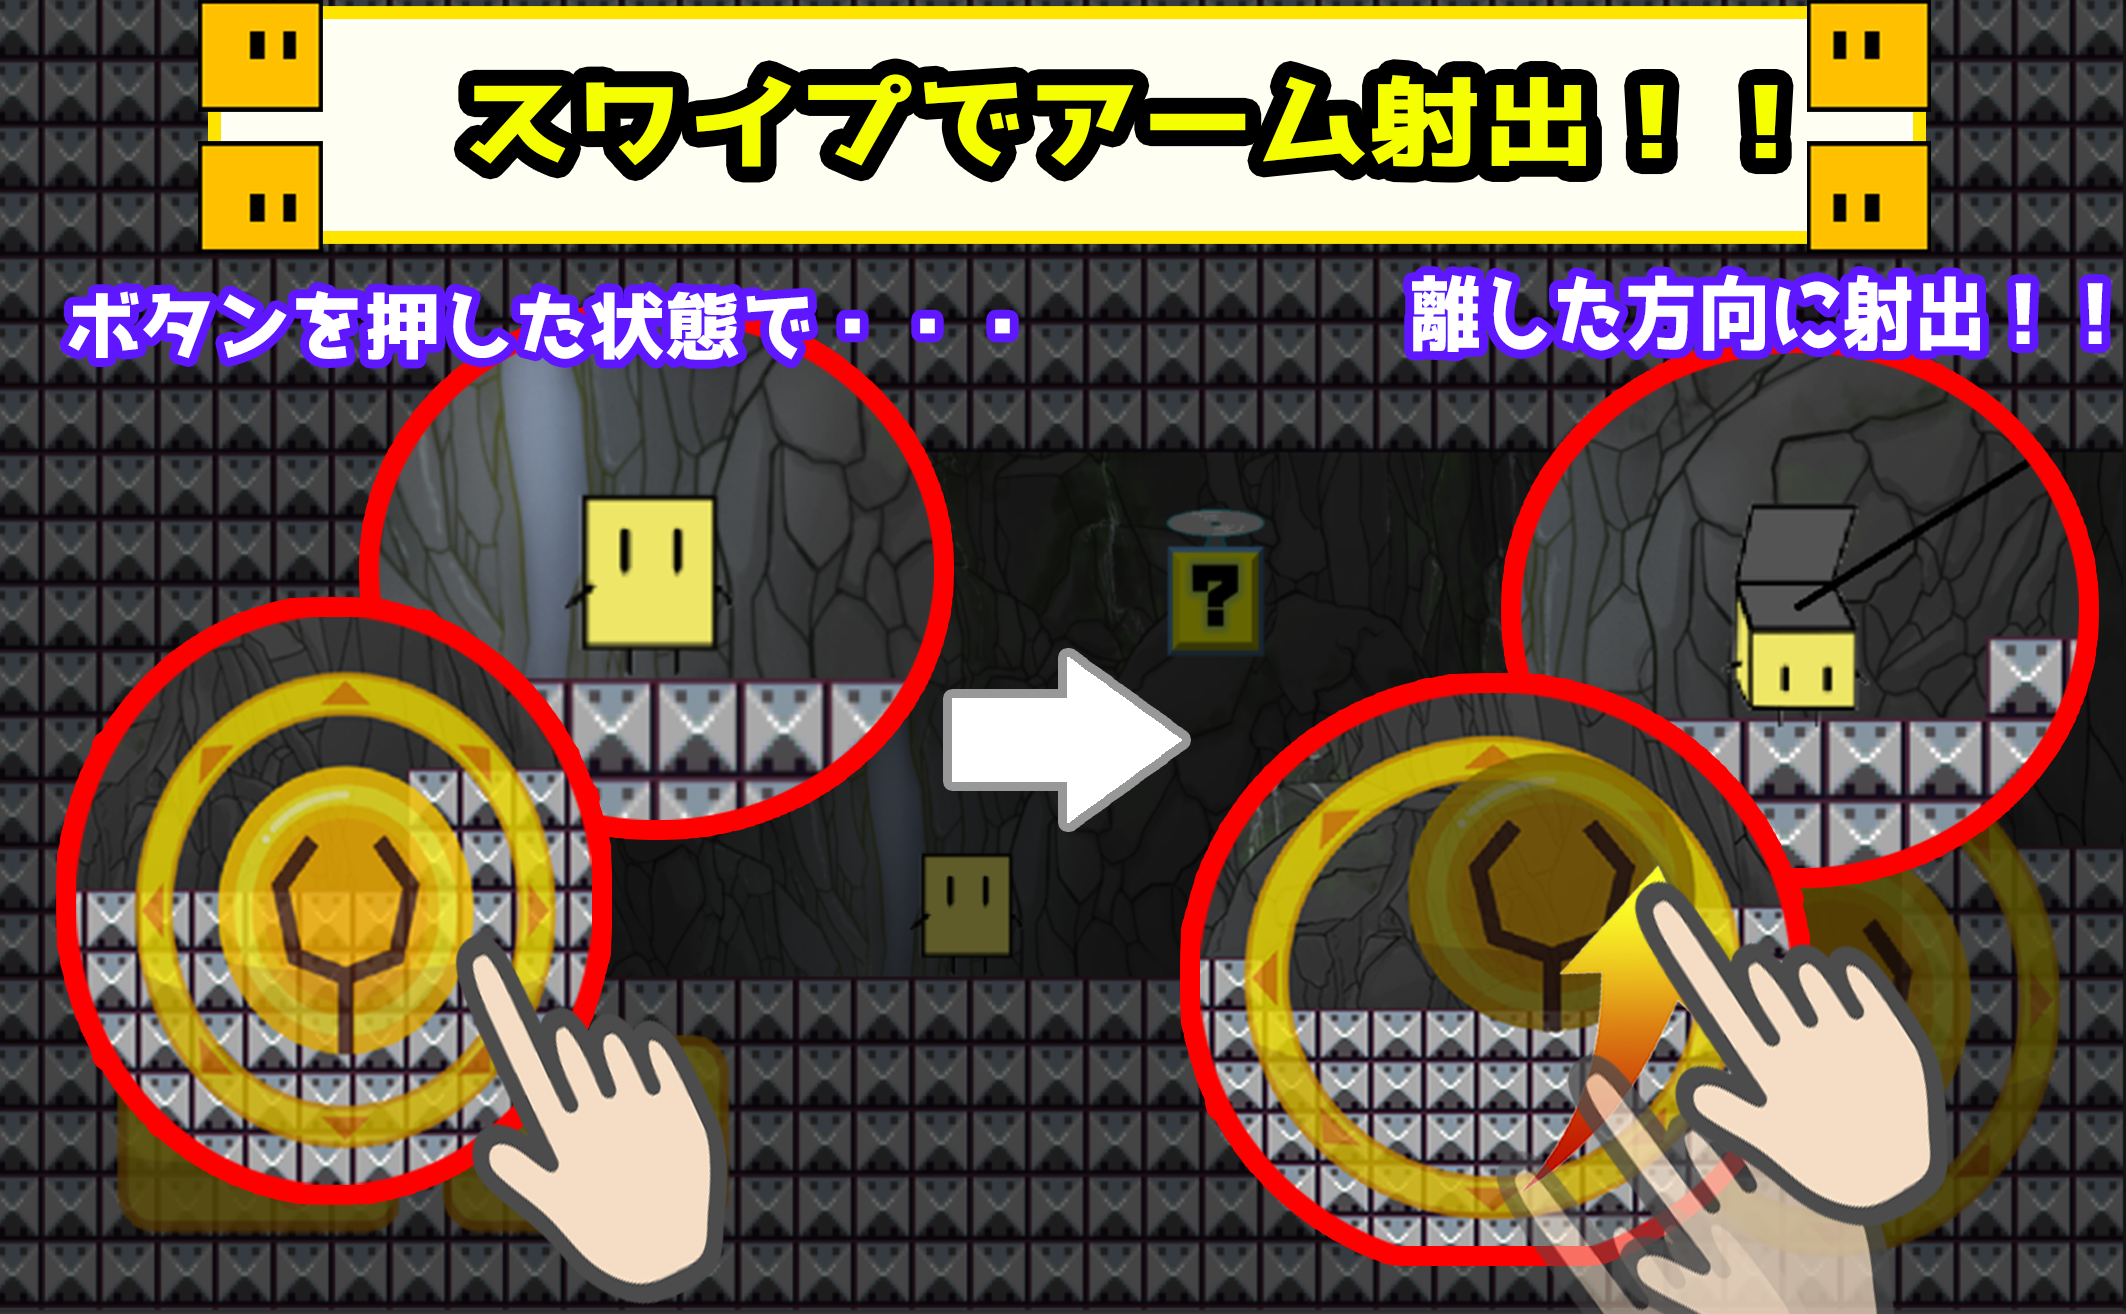 スワイプでアーム射出！！
ボタンを押した状態で・・・
離した方向に射出！！
?